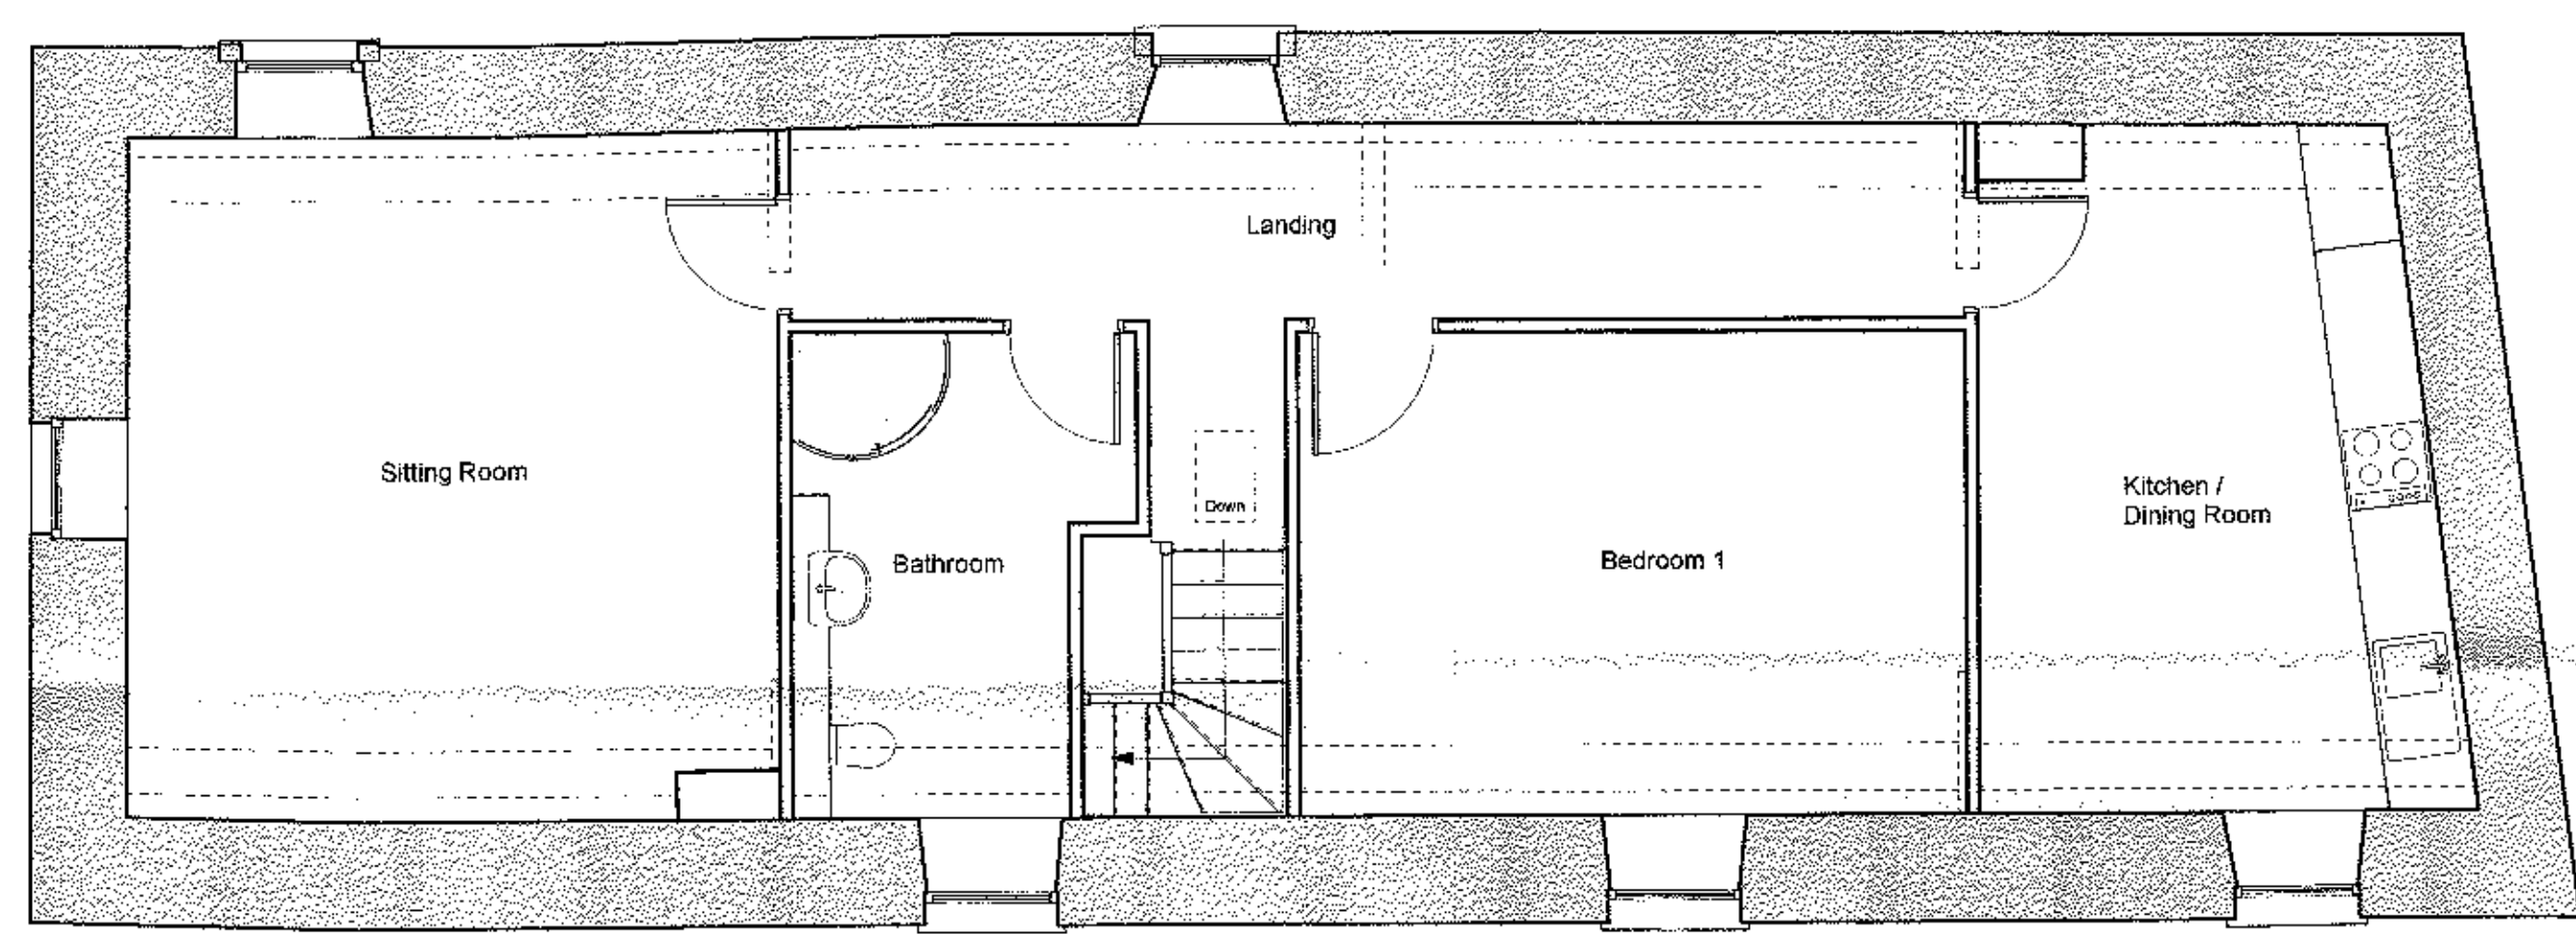 Landing
Sitting Room
Down
Bathroom
Bedroom 1
Kitchen /
Dining Room